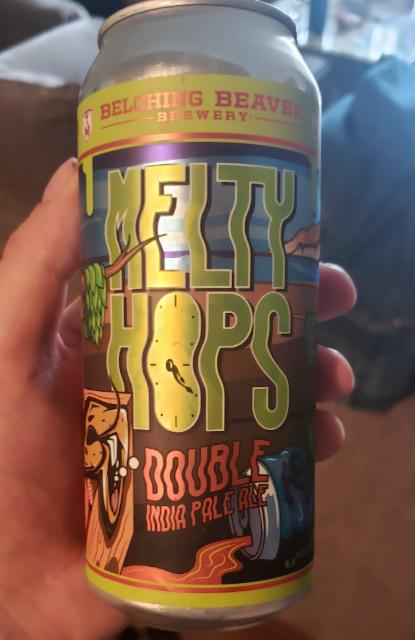 BELCHING BEAVER
BREWERY
MELTY
HOPS
DOUBLE
INDIA PALE ALE